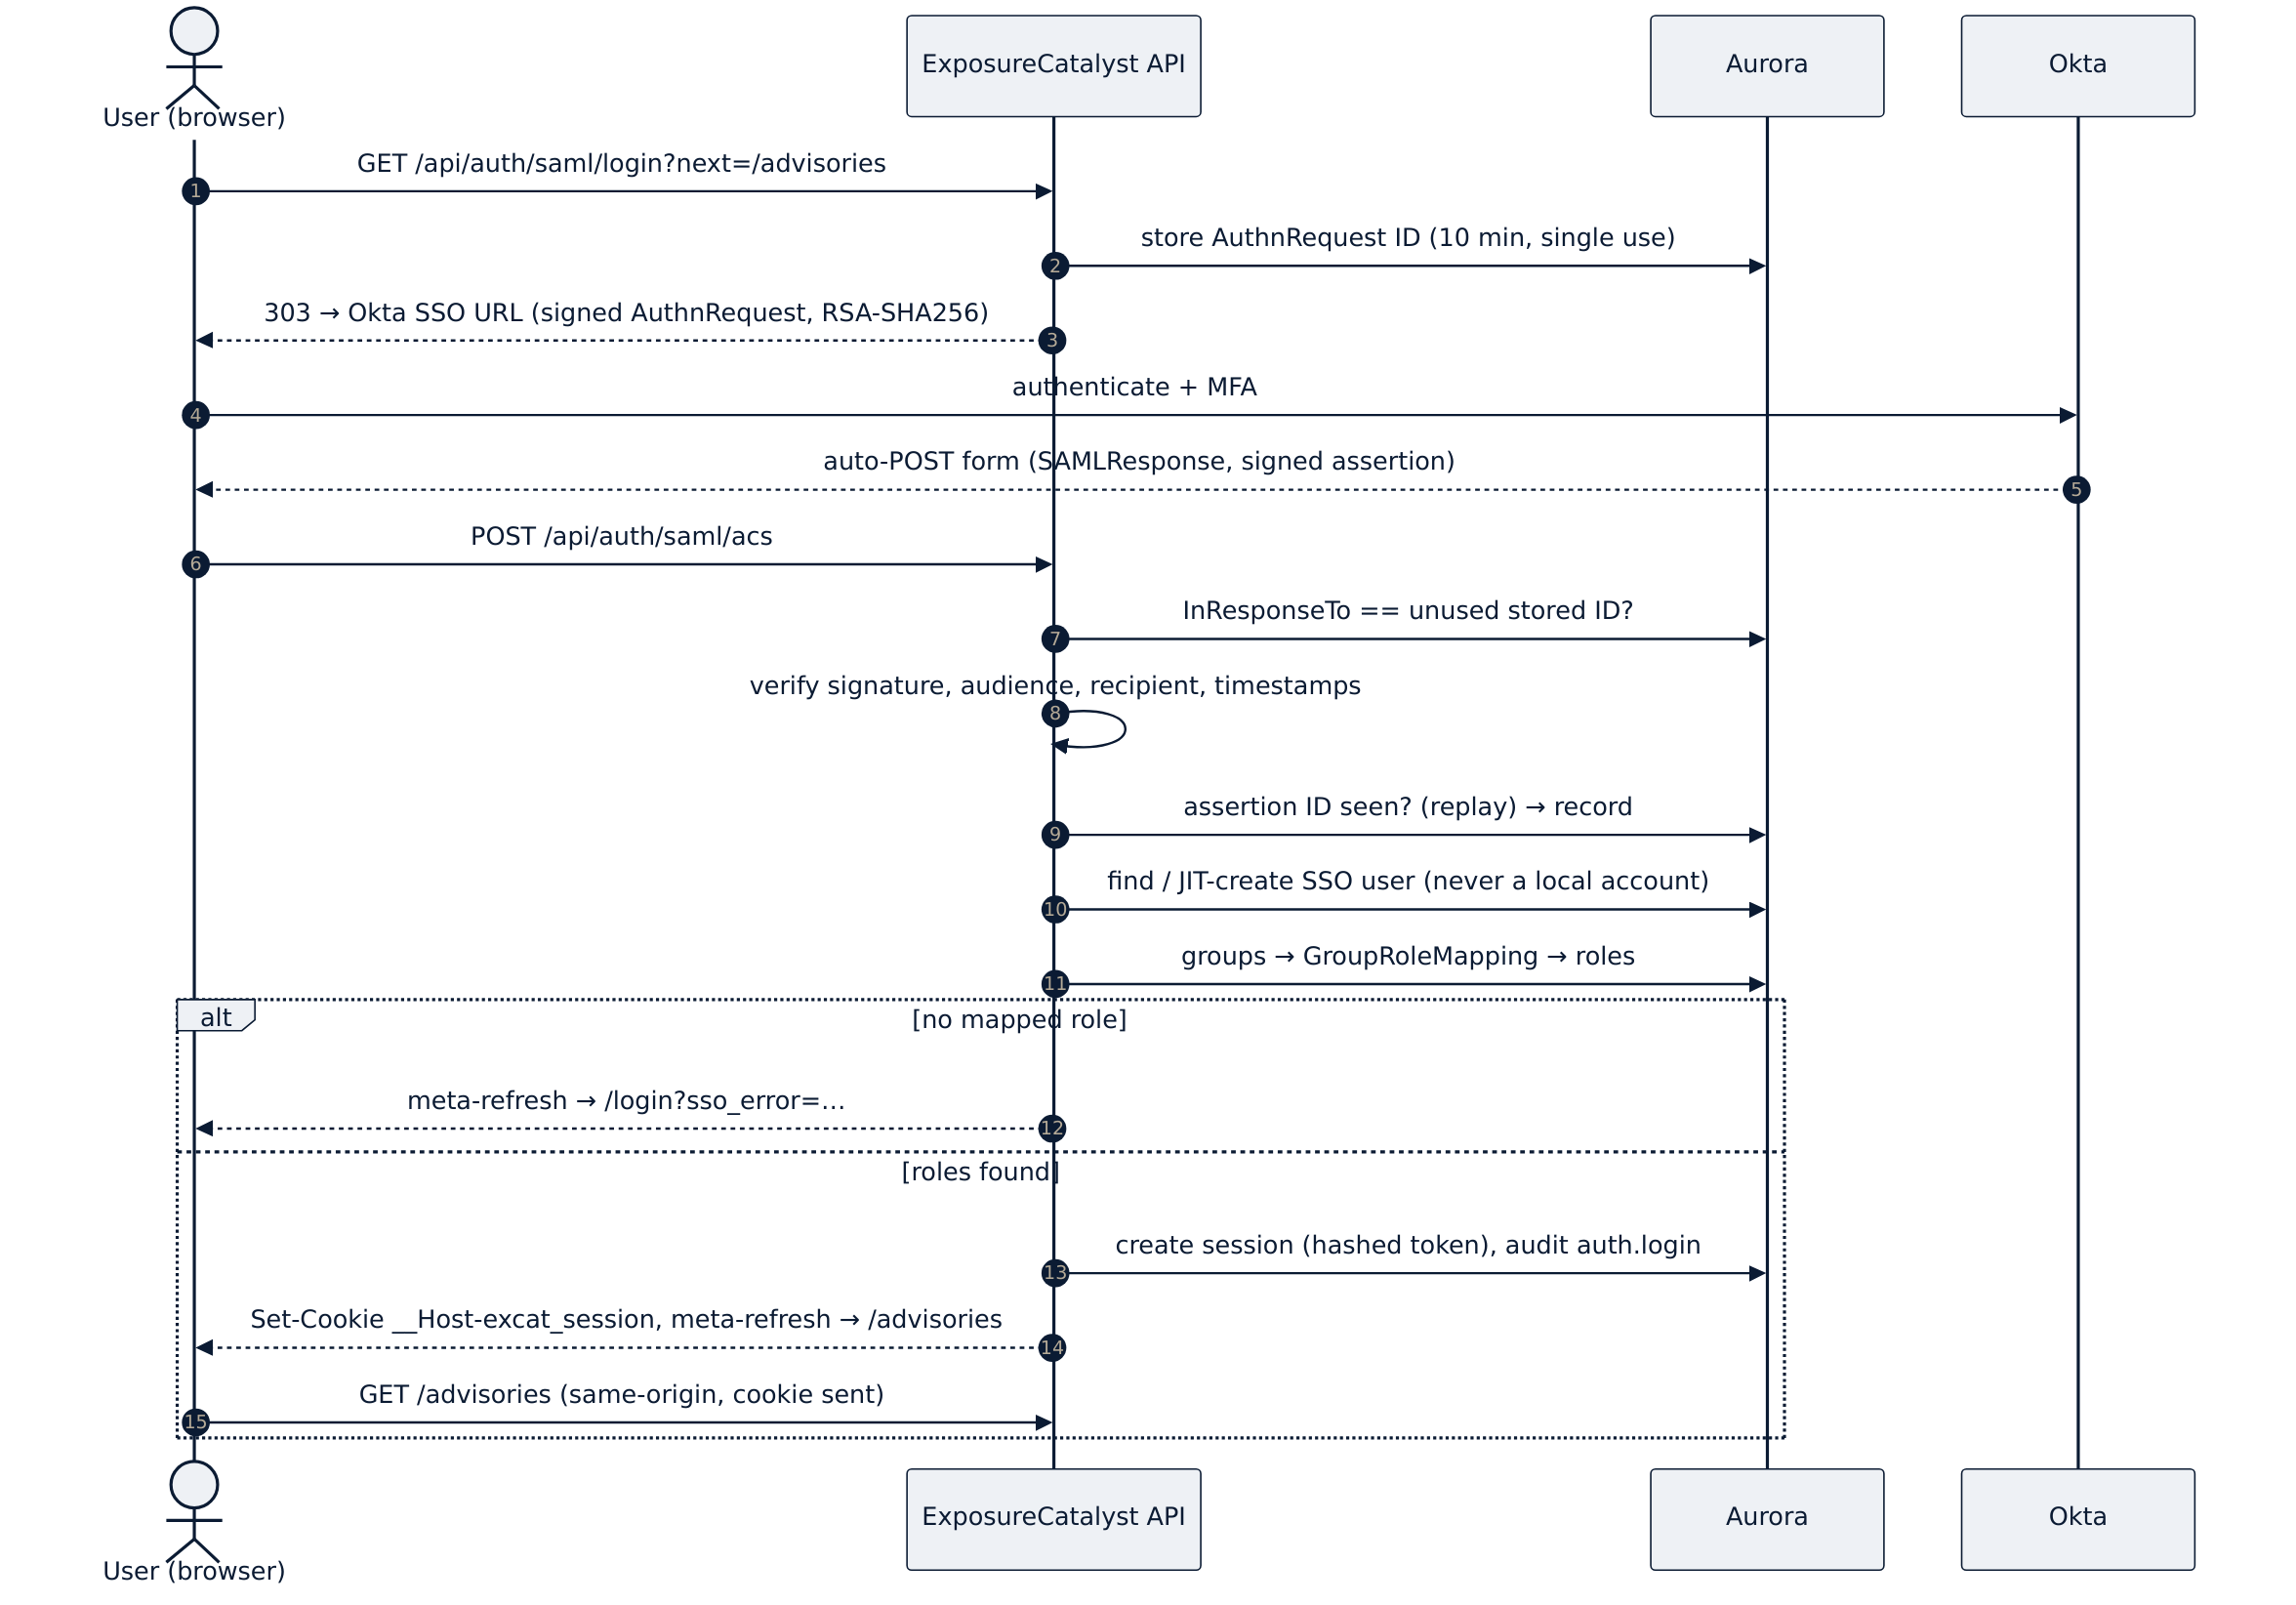 User (browser)
ExposureCatalyst API
Aurora
Okta
GET /api/auth/saml/login?next=/advisories
1
store AuthnRequest ID (10 min, single use)
2
303 → Okta SSO URL (signed AuthnRequest, RSA-SHA256)
3
authenticate + MFA
4
auto-POST form (SAMLResponse, signed assertion)
5
POST /api/auth/saml/acs
6
InResponseTo == unused stored ID?
7
verify signature, audience, recipient, timestamps
8
assertion ID seen? (replay) → record
9
find / JIT-create SSO user (never a local account)
10
groups → GroupRoleMapping → roles
11
alt
[no mapped role]
meta-refresh → /login?sso_error=…
12
[roles found]
create session (hashed token), audit auth.login
13
Set-Cookie __Host-excat_session, meta-refresh → /advisories
14
GET /advisories (same-origin, cookie sent)
15
User (browser)
ExposureCatalyst API
Aurora
Okta